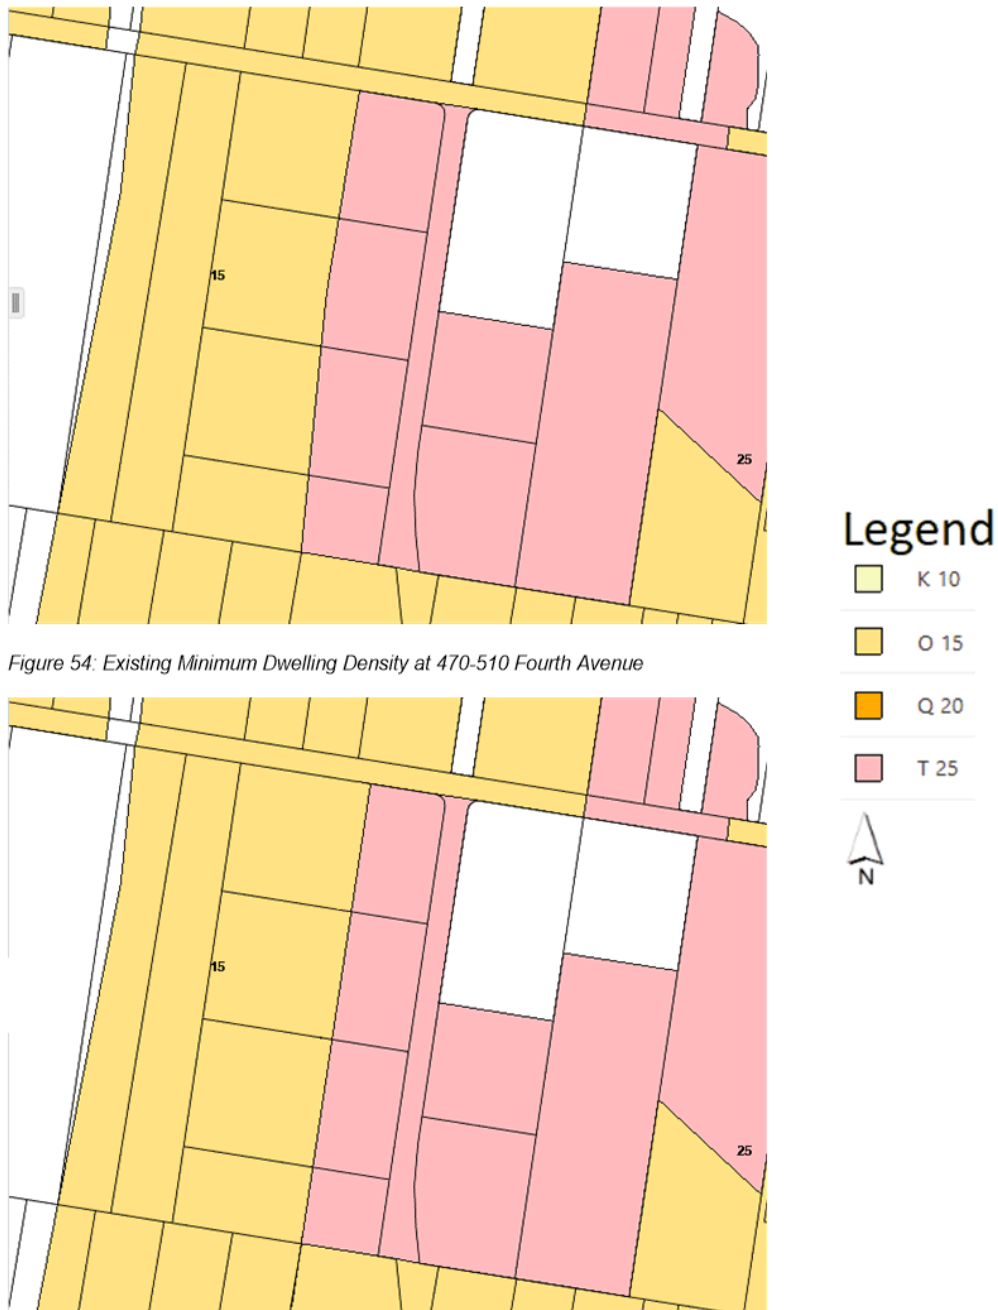 15
25
Figure 54: Existing Minimum Dwelling Density at 470-510 Fourth Avenue
15
25
Legend
K 10
O 15
Q 20
T 25
N